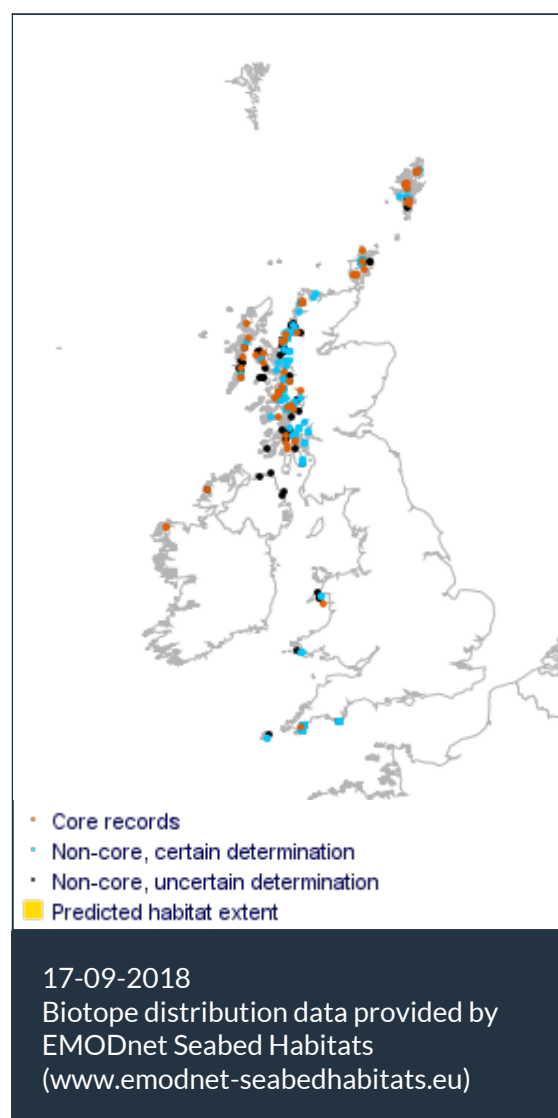 Core records
Non-core, certain determination
Non-core, uncertain determination
Predicted habitat extent
17-09-2018
Biotope distribution data provided by
EMODnet Seabed Habitats
(www.emodnet-seabedhabitats.eu)